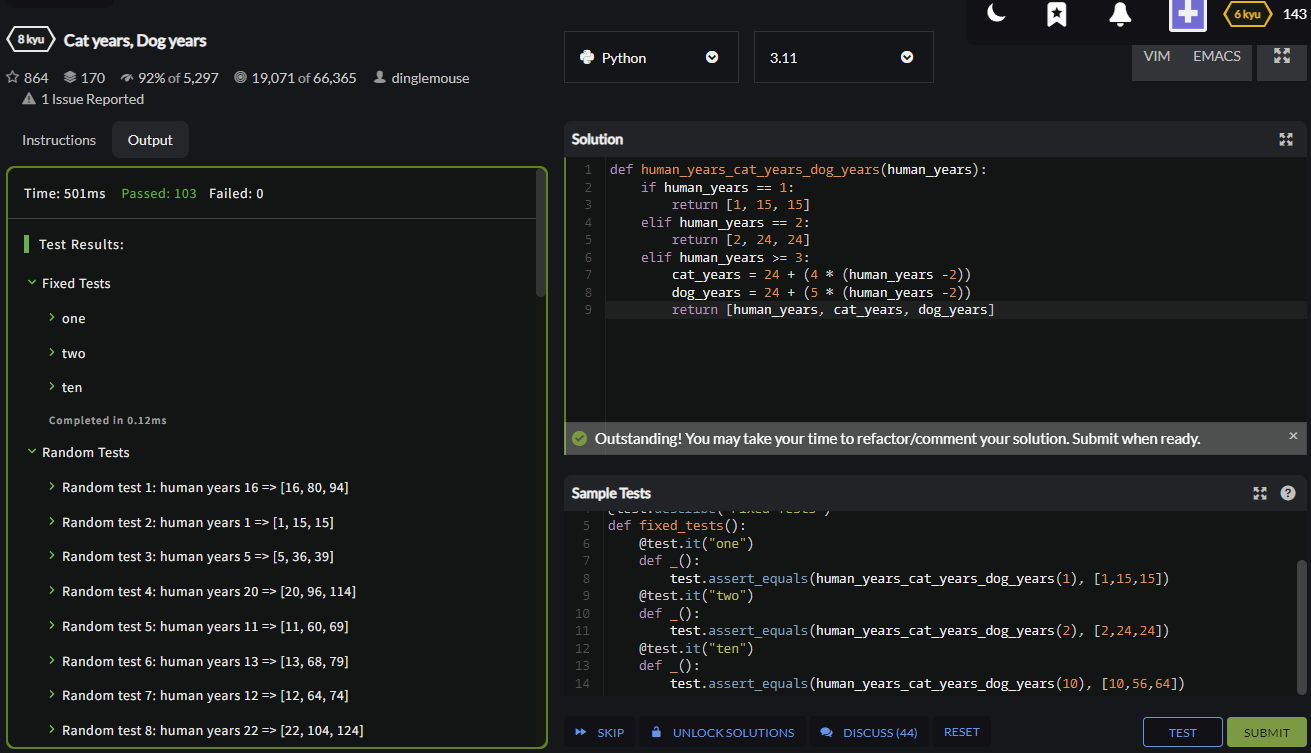 8 kyu Cat years, Dog years
864 170 92% of 5,297 19,071 of 66,365 dinglemouse
1 Issue Reported
Instructions Output
Time: 501ms Passed: 103 Failed: 0
Test Results:
Fixed Tests
one
two
ten
Completed in 0.12ms
Random Tests
Random test 1: human years 16 => [16, 80, 94]
Random test 2: human years 1 => [1, 15, 15]
Random test 3: human years 5 => [5, 36, 39]
Random test 4: human years 20 => [20, 96, 114]
Random test 5: human years 11 => [11, 60, 69]
Random test 6: human years 13 => [13, 68, 79]
Random test 7: human years 12 => [12, 64, 74]
Random test 8: human years 22 => [22, 104, 124]
6 kyu 143
Python 3.11 VIM EMACS
Solution
1 def human_years_cat_years_dog_years(human_years):
2 if human_years == 1:
3 return [1, 15, 15]
4 elif human_years == 2:
5 return [2, 24, 24]
6 elif human_years >= 3:
7 cat_years = 24 + (4 * (human_years -2))
8 dog_years = 24 + (5 * (human_years -2))
9 return [human_years, cat_years, dog_years]
Outstanding! You may take your time to refactor/comment your solution. Submit when ready.
Sample Tests
@test.describe("Fixed Tests")
5 def fixed_tests():
6 @test.it("one")
7 def _():
8 test.assert_equals(human_years_cat_years_dog_years(1), [1,15,15])
9 @test.it("two")
10 def _():
11 test.assert_equals(human_years_cat_years_dog_years(2), [2,24,24])
12 @test.it("ten")
13 def _():
14 test.assert_equals(human_years_cat_years_dog_years(10), [10,56,64])
SKIP UNLOCK SOLUTIONS DISCUSS (44) RESET TEST SUBMIT